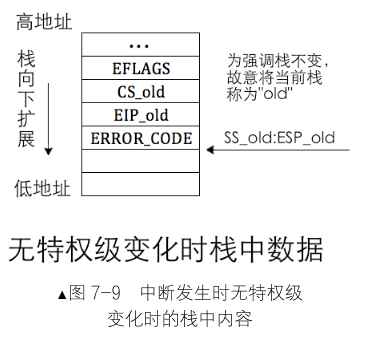 高地址
栈向下扩展
低地址
...
EFLAGS
CS_old
EIP_old
ERROR_CODE
为强调栈不变，
故意将当前栈
称为"old"
SS_old:ESP_old
无特权级变化时栈中数据
▲图 7-9 中断发生时无特权级
变化时的栈中内容